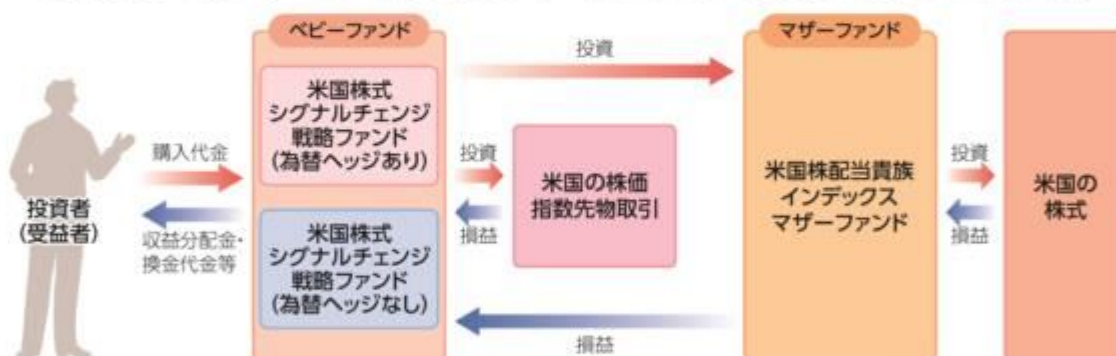 投資者
(受益者)
購入代金
収益分配金・
換金代金等
ベビーファンド
米国株式
シグナルチェンジ
戦略ファンド
(為替ヘッジあり)
米国株式
シグナルチェンジ
戦略ファンド
(為替ヘッジなし)
投資
投資
損益
米国の株価
指数先物取引
損益
マザーファンド
米国株配当貴族
インデックス
マザーファンド
投資
損益
米国の
株式